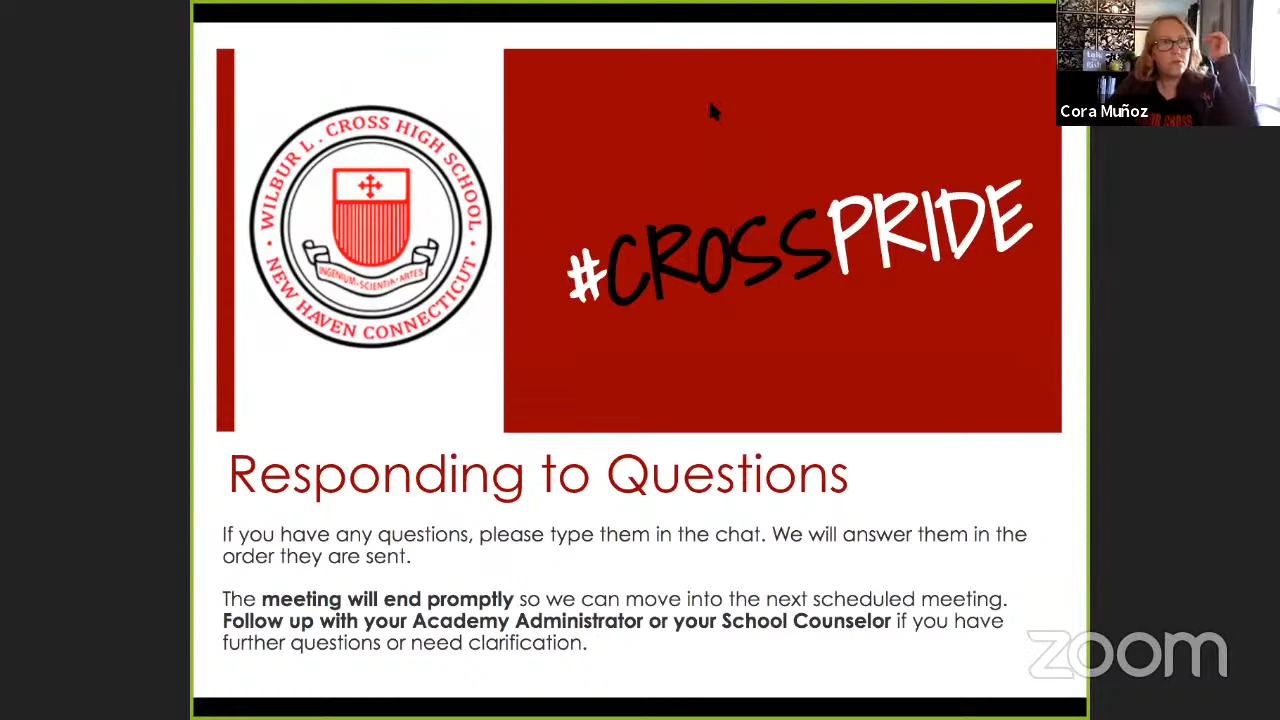 Cora Muñoz
WILBUR L . CROSS HIGH SCHOOL
INGENIUM-SCIENTIA-ARTES
• NEW HAVEN CONNECTICUT •
#CROSSPRIDE
Responding to Questions
If you have any questions, please type them in the chat. We will answer them in the
order they are sent.
The meeting will end promptly so we can move into the next scheduled meeting.
Follow up with your Academy Administrator or your School Counselor if you have
further questions or need clarification.
zoom